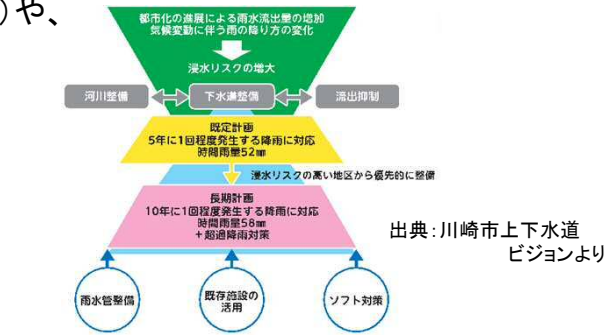 )や、
都市化の進展による雨水流出量の増加
気候変動に伴う雨の降り方の変化
浸水リスクの増大
河川整備
下水道整備
流出抑制
既定計画
5年に1回程度発生する降雨に対応
時間雨量52㎜
浸水リスクの高い地区から優先的に整備
長期計画
10年に1回程度発生する降雨に対応
時間雨量58㎜
+超過降雨対策
出典:川崎市上下水道
ビジョンより
雨水管整備
既存施設の
活用
ソフト対策